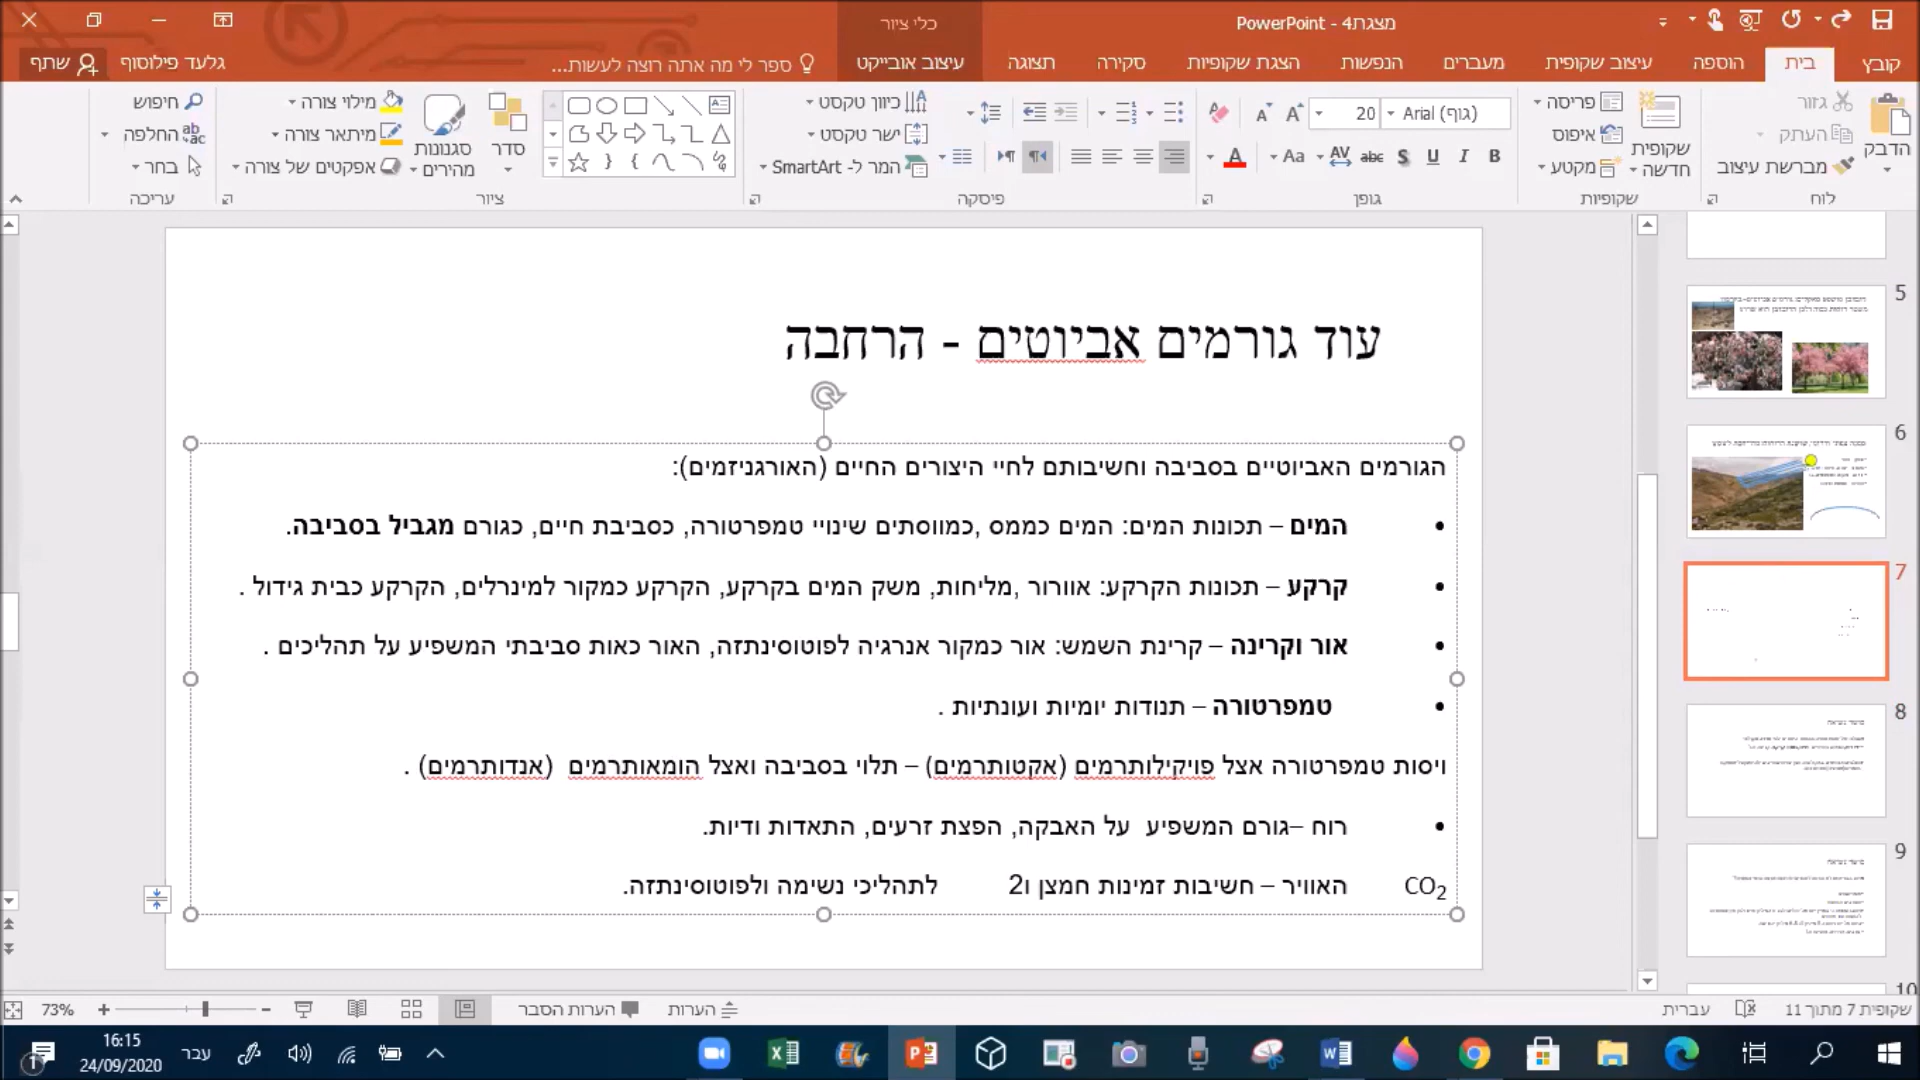 מצגת4 - PowerPoint
כלי ציור
קובץ
בית
הוספה
עיצוב שקופית
מעברים
הנפשות
הצגת שקופיות
סקירה
תצוגה
עיצוב אובייקט
ספר לי מה אתה רוצה לעשות...
גלעד פילוסוף
שתף
הדבק
גזור
העתק
מברשת עיצוב
לוח
שקופית חדשה
פריסה
איפוס
מקטע
שקופיות
Arial (גוף)
20
B I U S abc AV Aa A
גופן
כיוון טקסט
ישר טקסט
המר ל- SmartArt
פיסקה
סדר
סגנונות מהירים
מילוי צורה
מיתאר צורה
אפקטים של צורה
ציור
חיפוש
החלפה
בחר
עריכה
עוד גורמים אביוטים - הרחבה
הגורמים האביוטיים בסביבה וחשיבותם לחיי היצורים החיים (האורגניזמים):
• המים – תכונות המים: המים כממס ,כמווסתים שינויי טמפרטורה, כסביבת חיים, כגורם מגביל בסביבה.
• קרקע – תכונות הקרקע: אוורור ,מליחות, משק המים בקרקע, הקרקע כמקור למינרלים, הקרקע כבית גידול .
• אור וקרינה – קרינת השמש: אור כמקור אנרגיה לפוטוסינתזה, האור כאות סביבתי המשפיע על תהליכים .
• טמפרטורה – תנודות יומיות ועונתיות .
ויסות טמפרטורה אצל פויקילותרמים (אקטותרמים) – תלוי בסביבה ואצל הומאותרמים (אנדותרמים) .
• רוח –גורם המשפיע על האבקה, הפצת זרעים, התאדות ודיות.
CO2 האוויר – חשיבות זמינות חמצן ו2 לתהליכי נשימה ולפוטוסינתזה.
5
6
7
8
9
10
שקופית 7 מתוך 11
עברית
הערות
הערות הסבר
73%
עבר
16:15
24/09/2020
1